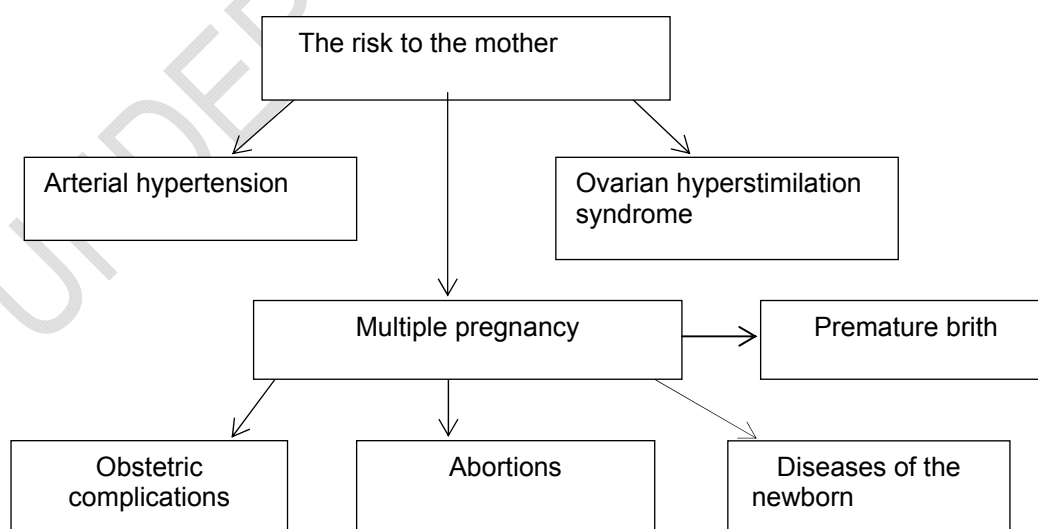 The risk to the mother
Arterial hypertension
Ovarian hyperstimilation
syndrome
Multiple pregnancy
Premature brith
Obstetric
complications
Abortions
Diseases of the
newborn